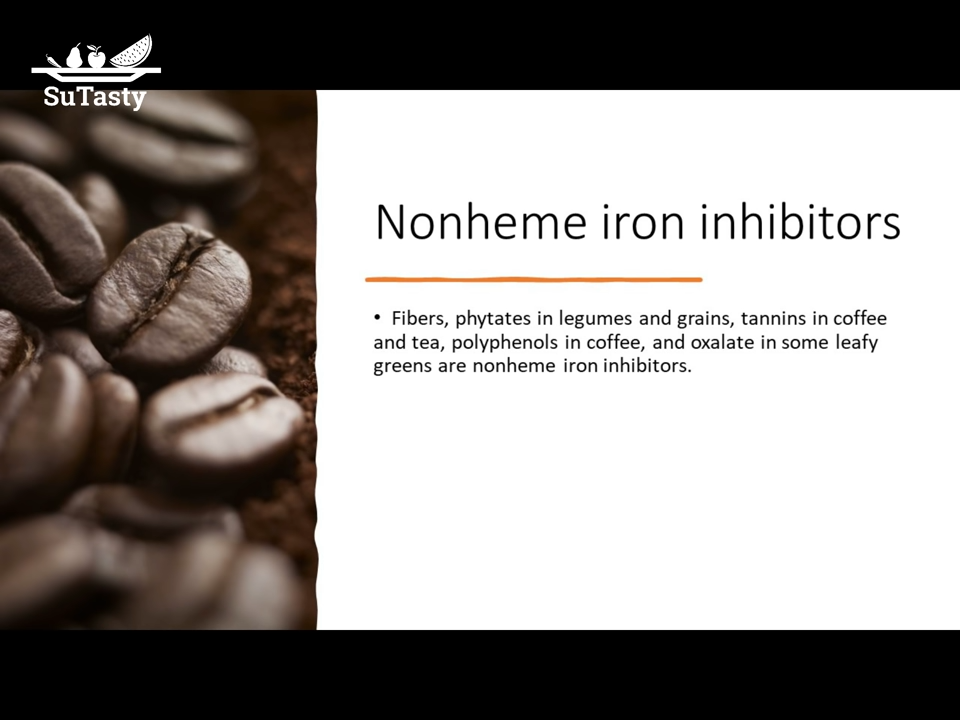 SuTasty
Nonheme iron inhibitors
• Fibers, phytates in legumes and grains, tannins in coffee
and tea, polyphenols in coffee, and oxalate in some leafy
greens are nonheme iron inhibitors.